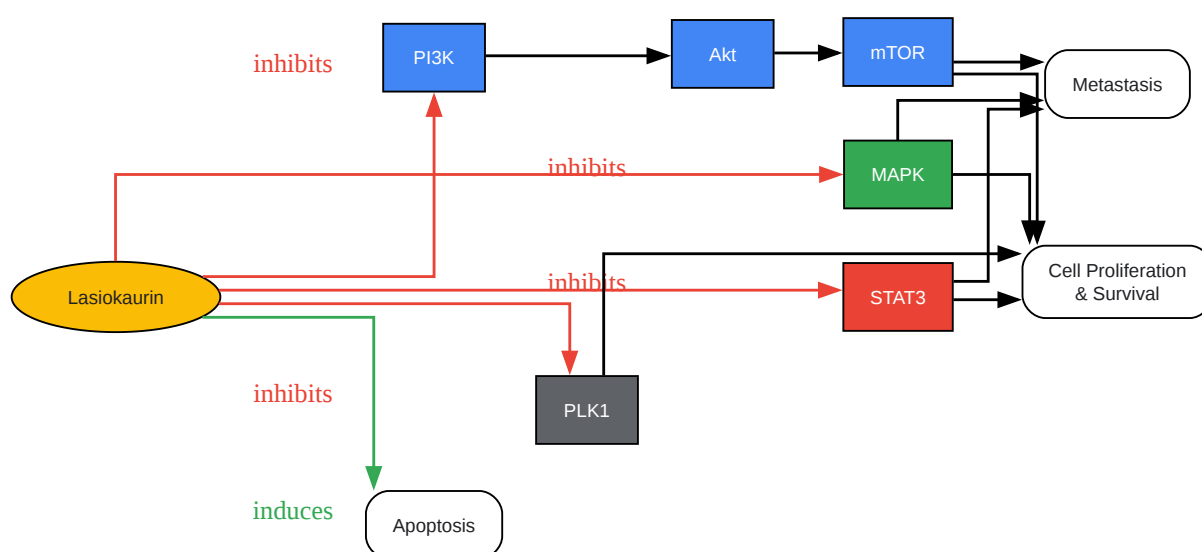 inhibits
PI3K
Akt
mTOR
Metastasis
inhibits
MAPK
Lasiokaurin
inhibits
STAT3
Cell Proliferation
& Survival
inhibits
PLK1
induces
Apoptosis